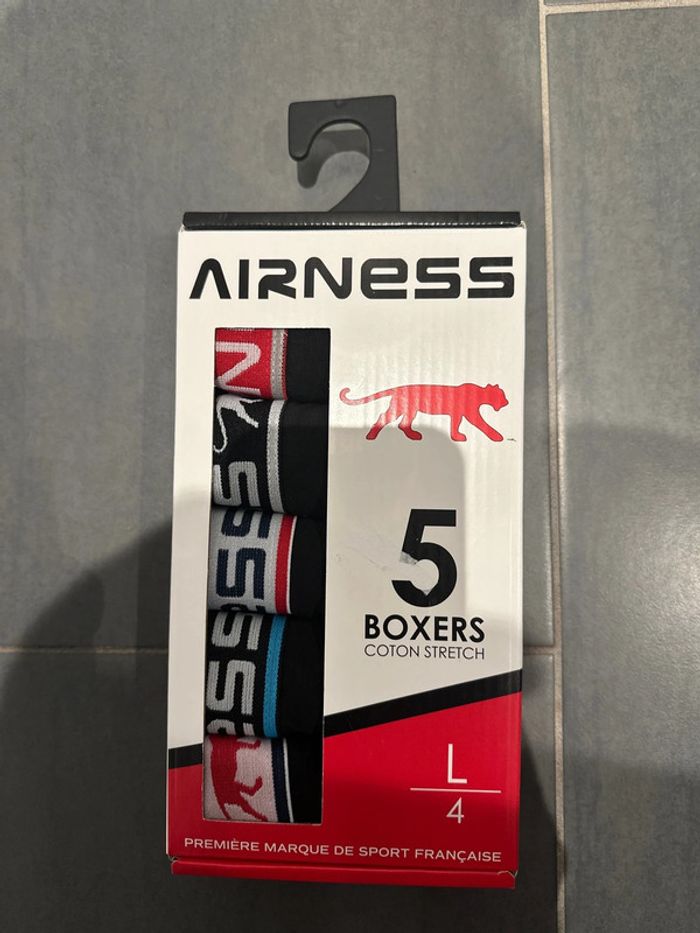 AIRNESS
5
BOXERS
COTON STRETCH
L
4
PREMIÈRE MARQUE DE SPORT FRANÇAISE